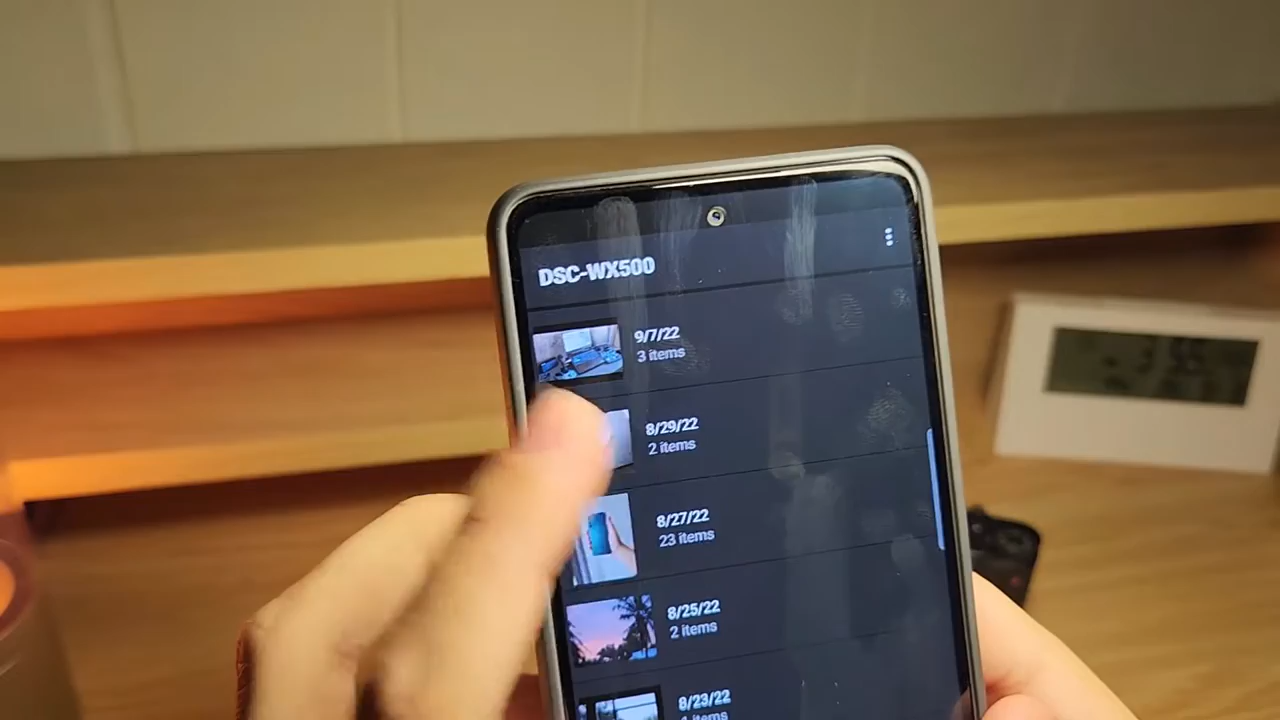 DSC-WX500
9/7/22
3 items
8/29/22
2 items
8/27/22
23 items
8/25/22
2 items
8/23/22
items